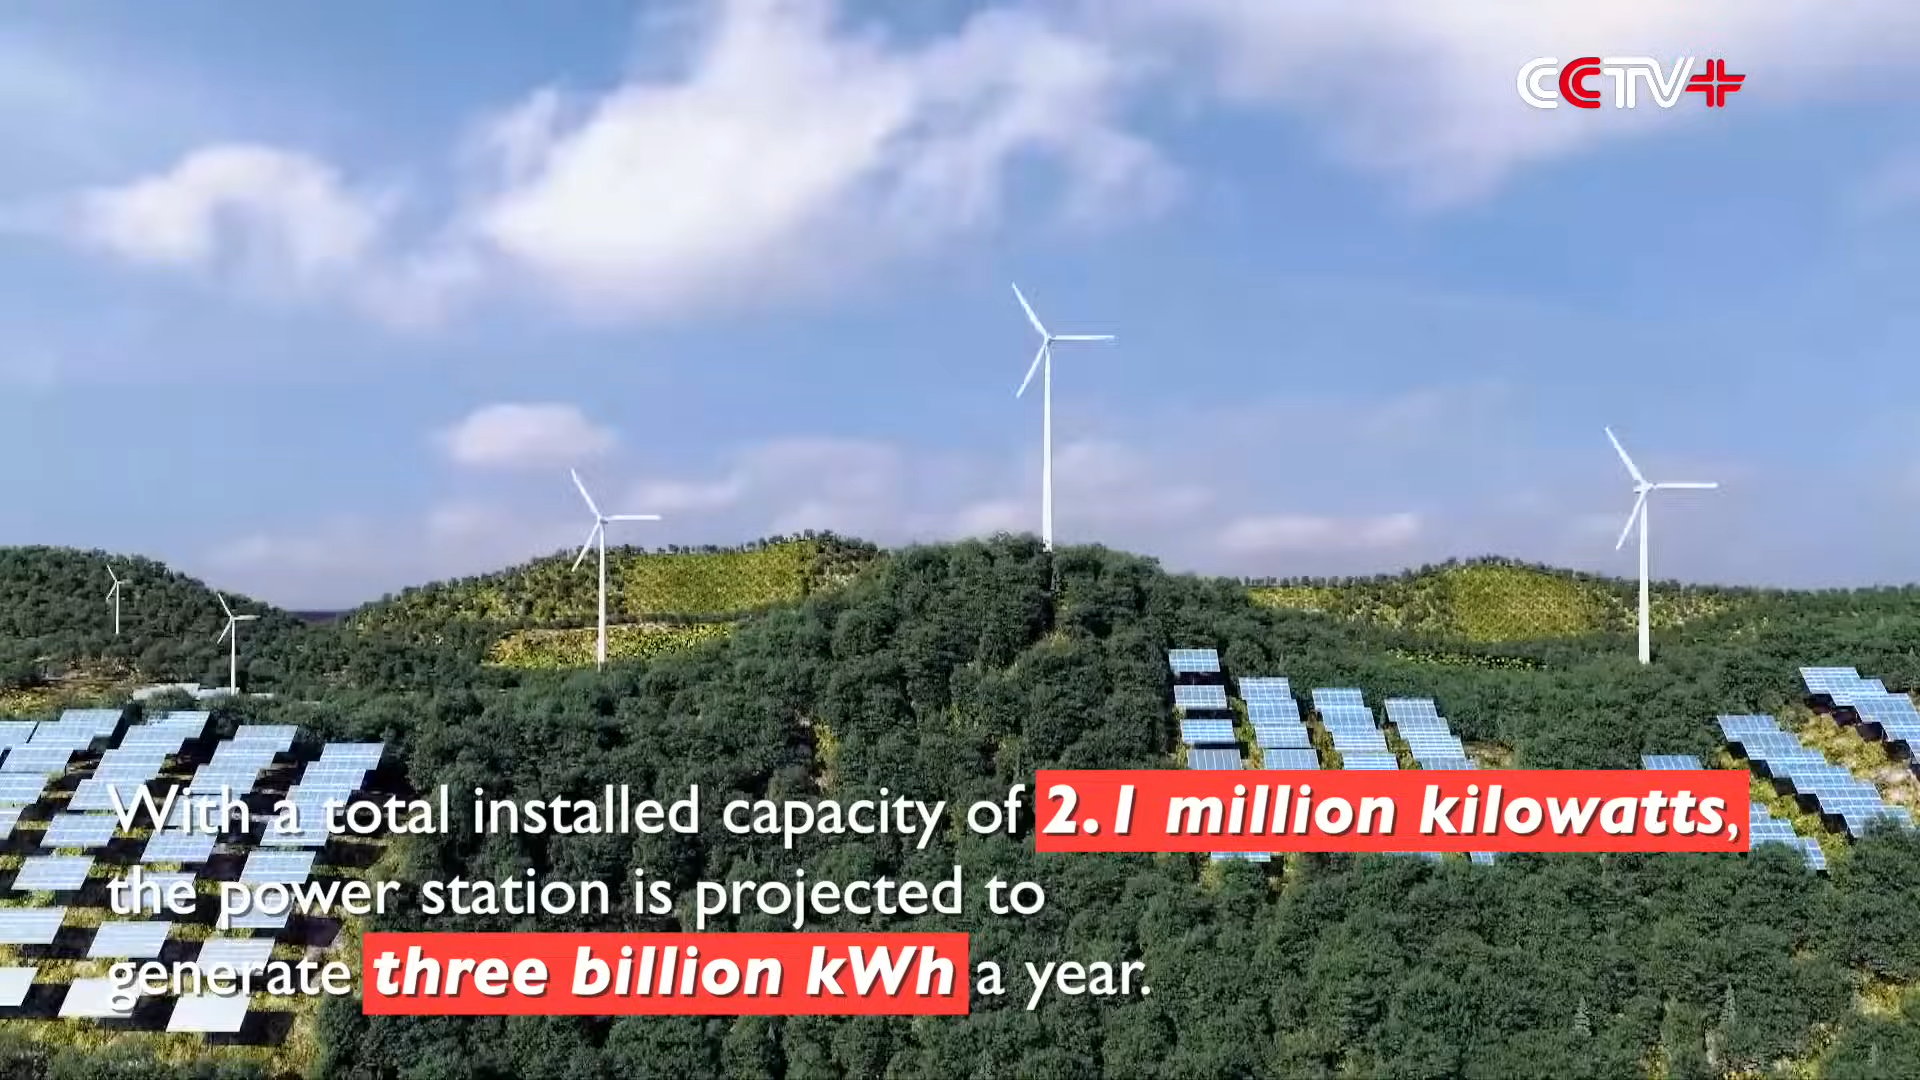 CCTV+
With a total installed capacity of 2.1 million kilowatts,
the power station is projected to
generate three billion kWh a year.